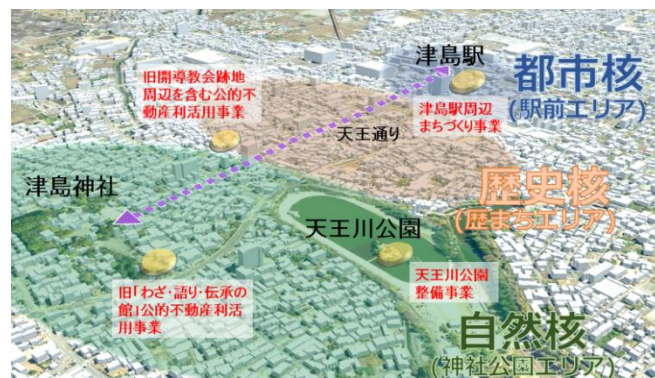 津島駅
都市核
(駅前エリア)
旧開導教会跡地
周辺を含む公的不
動産利活用事業
津島駅周辺
まちづくり事業
天王通り
津島神社
歴史核
(歴まちエリア)
天王川公園
旧「わざ・語り・伝承の
館」公的不動産利活
用事業
天王川公園
整備事業
自然核
(神社公園エリア)